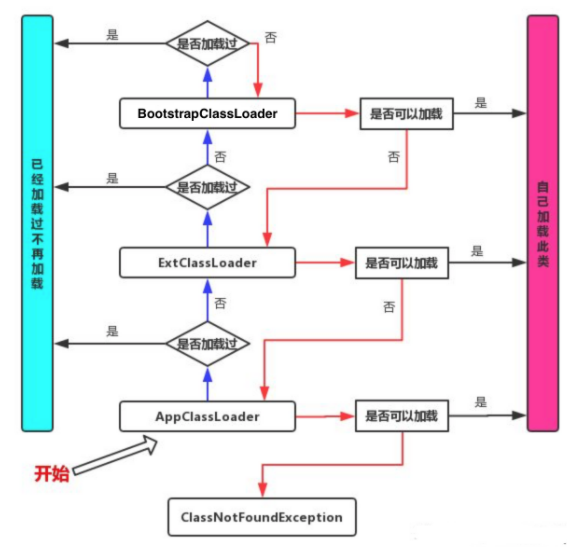 是
是否加载过
否
BootstrapClassLoader
是否可以加载
是
否
是
是否加载过
否
已经加载过不再加载
自己加载此类
ExtClassLoader
是否可以加载
是
否
否
是
是否加载过
AppClassLoader
是否可以加载
是
开始
ClassNotFoundException